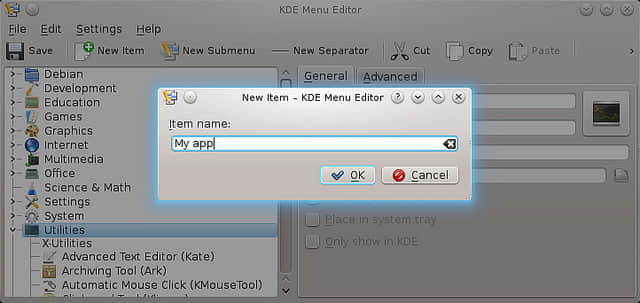 KDE Menu Editor
File Edit Settings Help
Save New Item New Submenu New Separator Cut Copy Paste
Debian
Development
Education
Games
Graphics
Internet
Multimedia
Office
Science & Math
Settings
System
Utilities
X-Utilities
Advanced Text Editor (Kate)
Archiving Tool (Ark)
Automatic Mouse Click (KMouseTool)
General Advanced
New Item – KDE Menu Editor
Item name:
My app
OK Cancel
Place in system tray
Only show in KDE